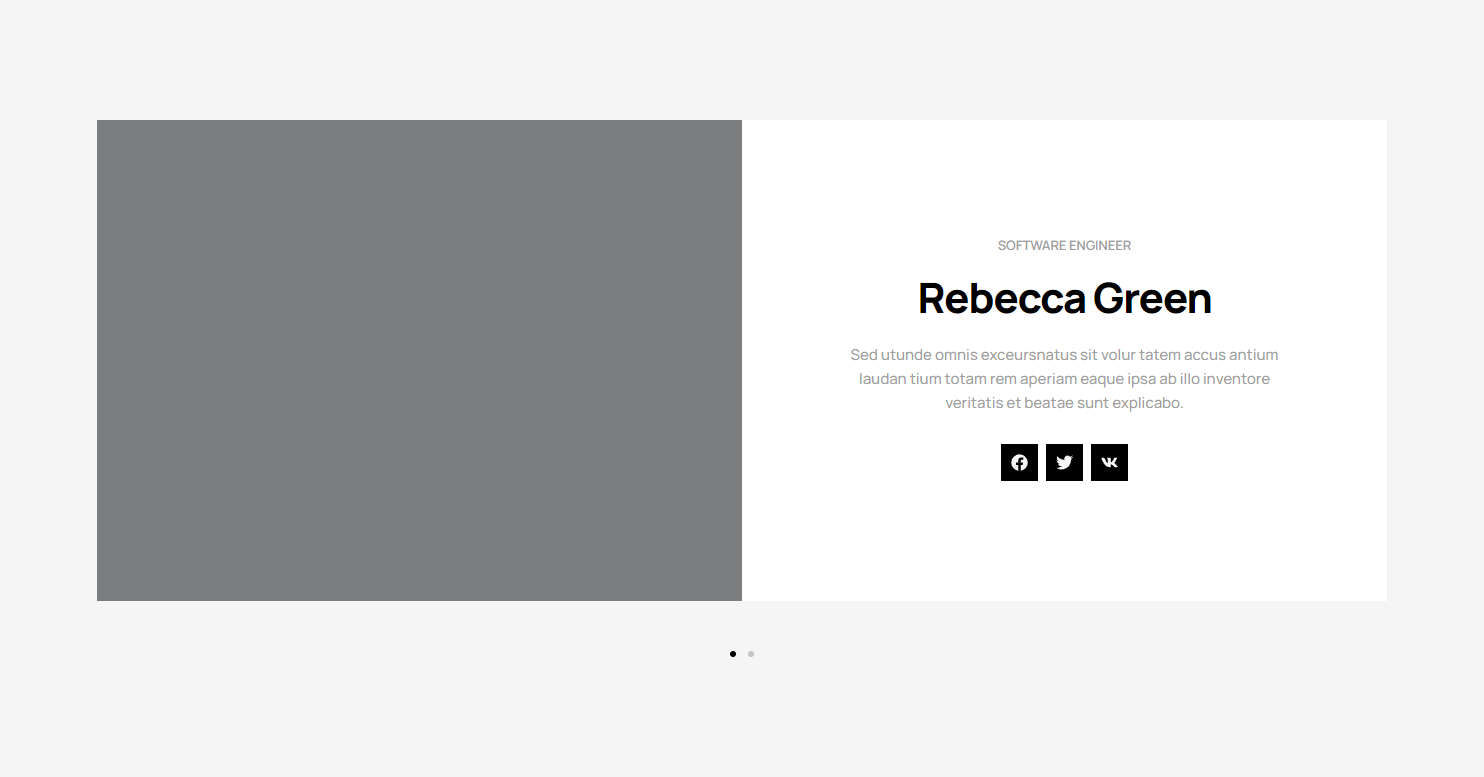 SOFTWARE ENGINEER
Rebecca Green
Sed utunde omnis exceursnatus sit volur tatem accus antium
laudan tium totam rem aperiam eaque ipsa ab illo inventore
veritatis et beatae sunt explicabo.